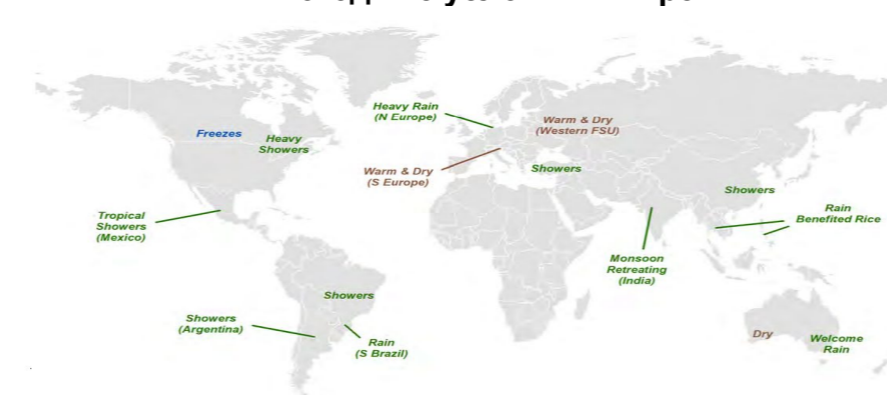 Heavy Rain
(N Europe)
Warm & Dry
(Western FSU)
Freezes
Heavy
Showers
Warm & Dry
(S Europe)
Showers
Showers
Tropical
Showers
(Mexico)
Rain
Benefited Rice
Monsoon
Retreating
(India)
Showers
Showers
(Argentina)
Rain
(S Brazil)
Dry
Welcome
Rain